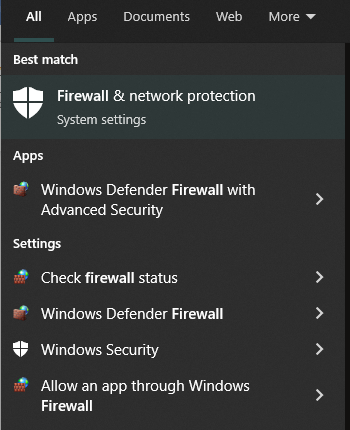 All Apps Documents Web More
Best match
Firewall & network protection
System settings
Apps
Windows Defender Firewall with
Advanced Security
Settings
Check firewall status
Windows Defender Firewall
Windows Security
Allow an app through Windows
Firewall